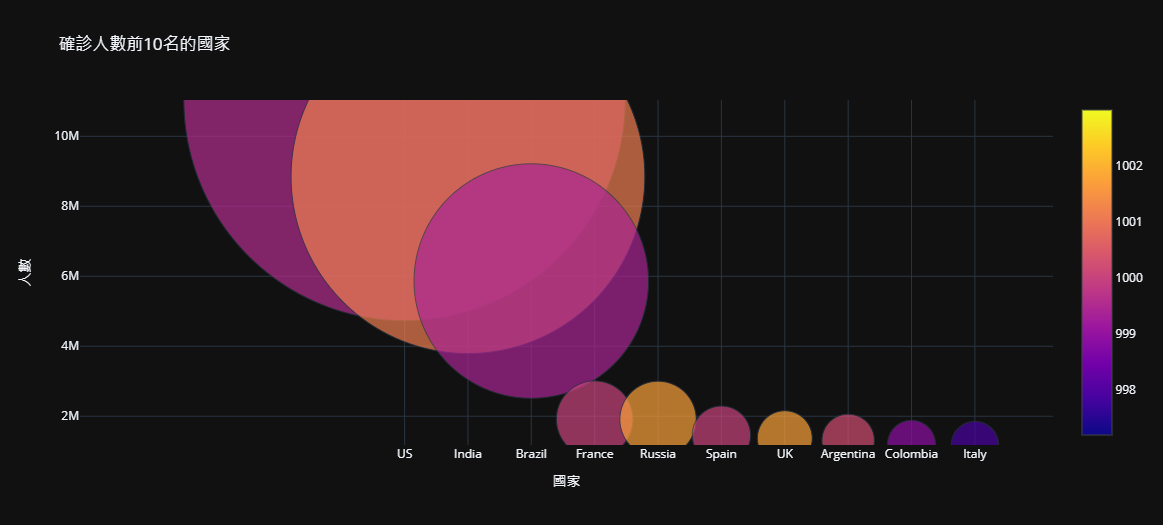 確診人數前10名的國家
人數
10M
8M
6M
4M
2M
US
India
Brazil
France
Russia
Spain
UK
Argentina
Colombia
Italy
國家
1002
1001
1000
999
998